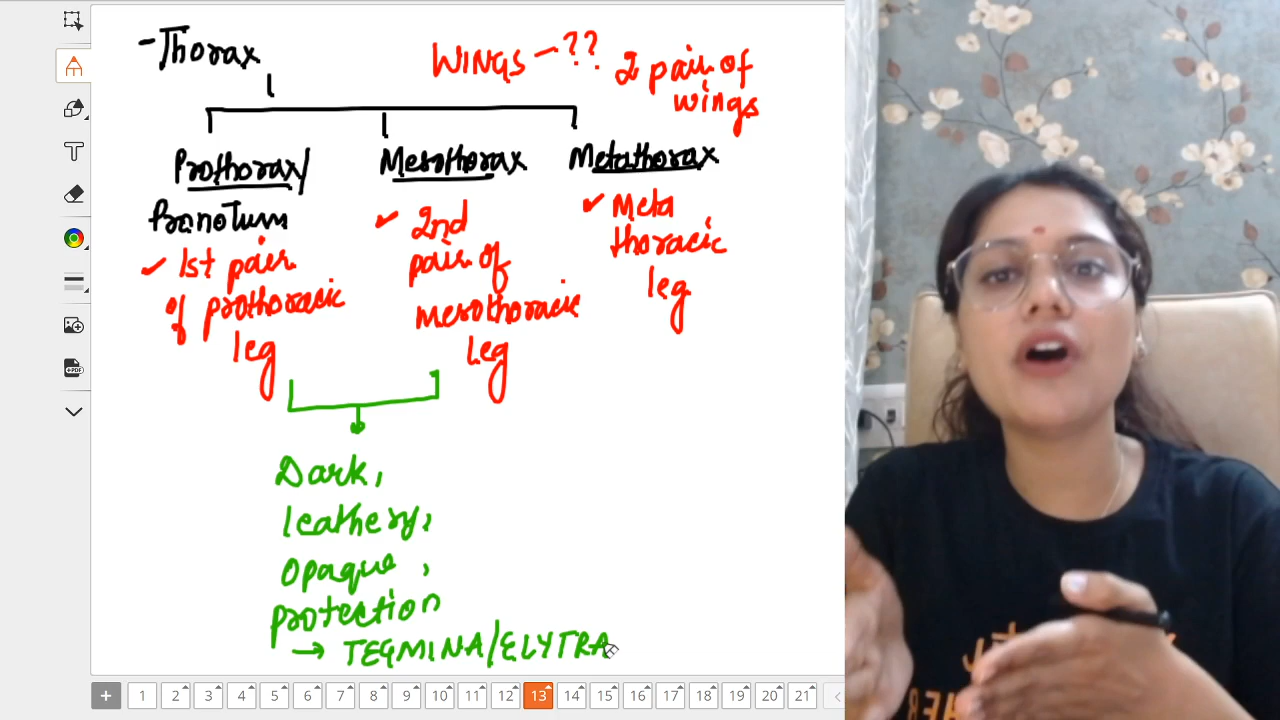 -Thorax
WINGS - ??
2 pair of
wings
Prothorax/
Pronotum
Mesothorax
Metathorax
✓ 1st pair
of prothoracic
leg
✓ 2nd
pair of
mesothoracic
leg
✓ Meta
thoracic
leg
Dark,
leathery,
opaque,
protection
→ TEGMINA/ELYTRA
+ 1 2 3 4 5 6 7 8 9 10 11 12 13 14 15 16 17 18 19 20 21